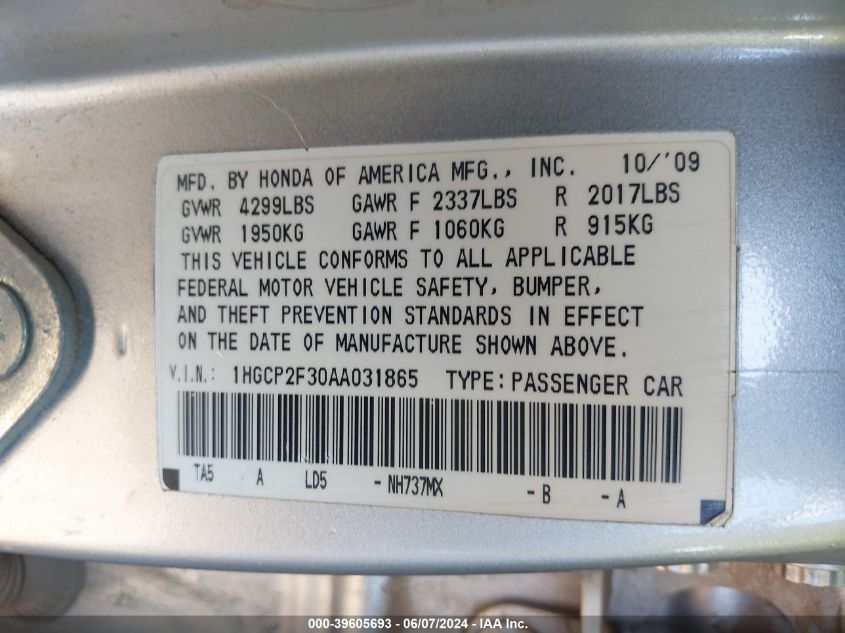 MFD. BY HONDA OF AMERICA MFG., INC. 10/'09
GVWR 4299LBS GAWR F 2337LBS R 2017LBS
GVWR 1950KG GAWR F 1060KG R 915KG
THIS VEHICLE CONFORMS TO ALL APPLICABLE
FEDERAL MOTOR VEHICLE SAFETY, BUMPER,
AND THEFT PREVENTION STANDARDS IN EFFECT
ON THE DATE OF MANUFACTURE SHOWN ABOVE.
V.I.N.: 1HGCP2F30AA031865 TYPE: PASSENGER CAR
TA5 A LD5 - NH737MX - B - A
000-39605693 - 06/07/2024 - IAA Inc.